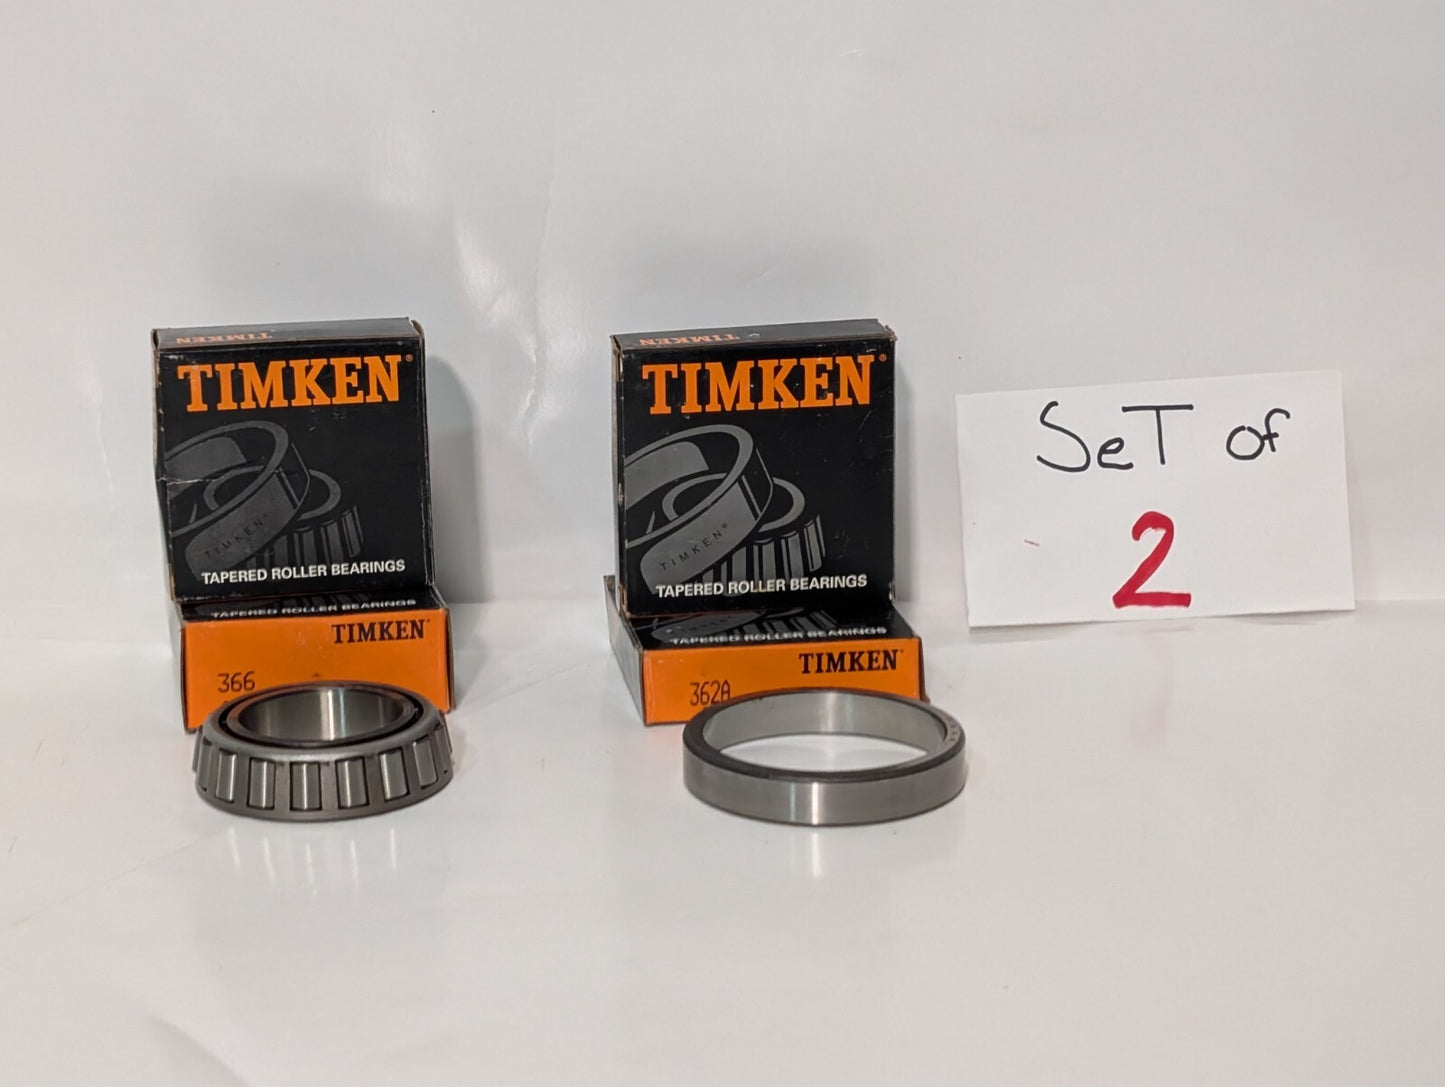 TIMKEN
TIMKEN®
TIMKEN®
TAPERED ROLLER BEARINGS
TAPERED ROLLER BEARINGS
TIMKEN
366
TIMKEN
TIMKEN®
TIMKEN®
TAPERED ROLLER BEARINGS
TAPERED ROLLER BEARINGS
TIMKEN
362A
SeT of
2